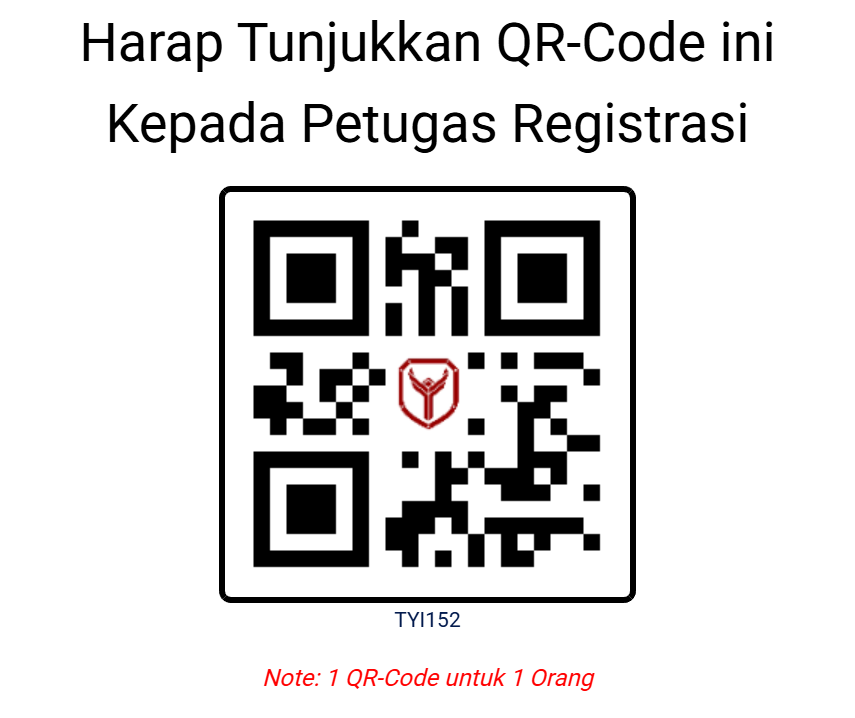 Harap Tunjukkan QR-Code ini
Kepada Petugas Registrasi
TYI152
Note: 1 QR-Code untuk 1 Orang